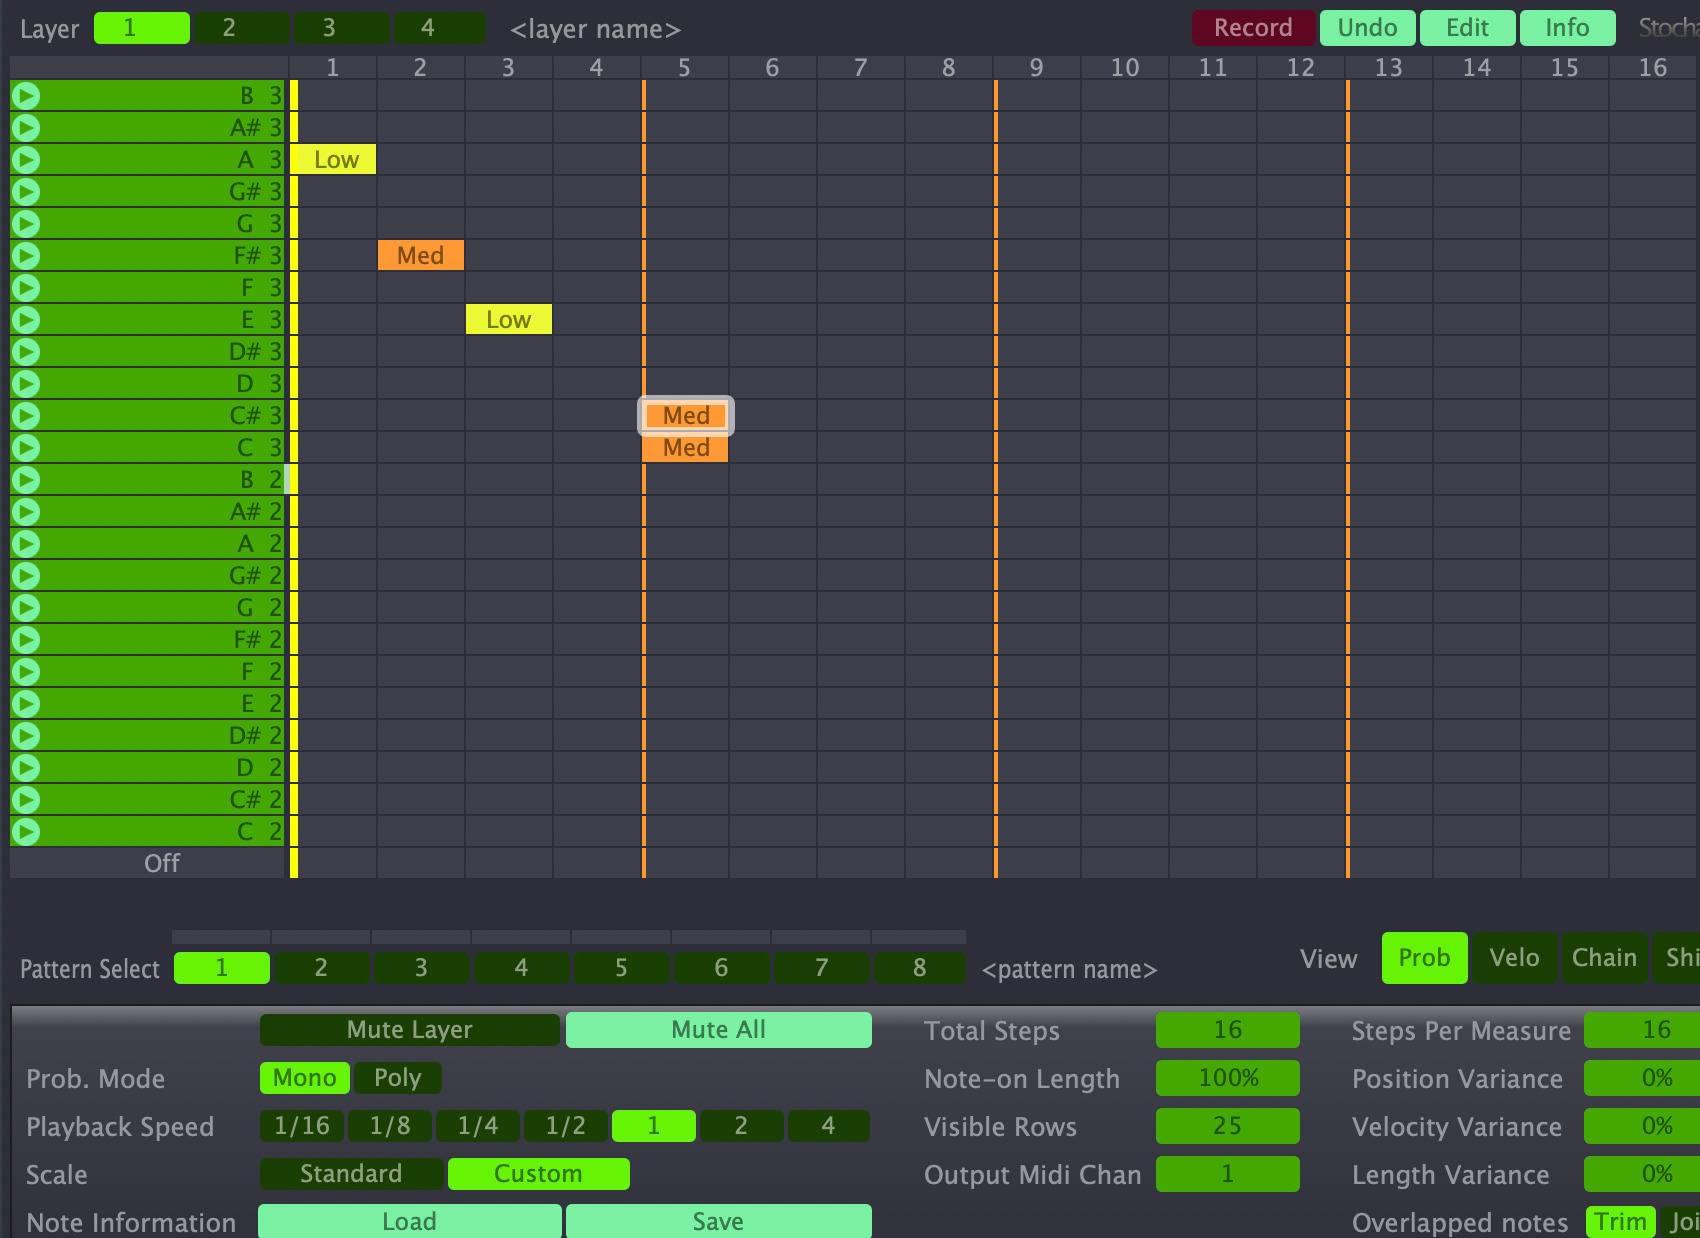 Layer 1 2 3 4 <layer name> Record Undo Edit Info
1 2 3 4 5 6 7 8 9 10 11 12 13 14 15 16
B 3
A# 3
A 3 Low
G# 3
G 3
F# 3 Med
F 3
E 3 Low
D# 3
D 3
C# 3 Med
C 3 Med
B 2
A# 2
A 2
G# 2
G 2
F# 2
F 2
E 2
D# 2
D 2
C# 2
C 2
Off
Pattern Select 1 2 3 4 5 6 7 8 <pattern name> View Prob Velo Chain Shi
Mute Layer Mute All Total Steps 16 Steps Per Measure 16
Prob. Mode Mono Poly Note-on Length 100% Position Variance 0%
Playback Speed 1/16 1/8 1/4 1/2 1 2 4 Visible Rows 25 Velocity Variance 0%
Scale Standard Custom Output Midi Chan 1 Length Variance 0%
Note Information Load Save Overlapped notes Trim Joi